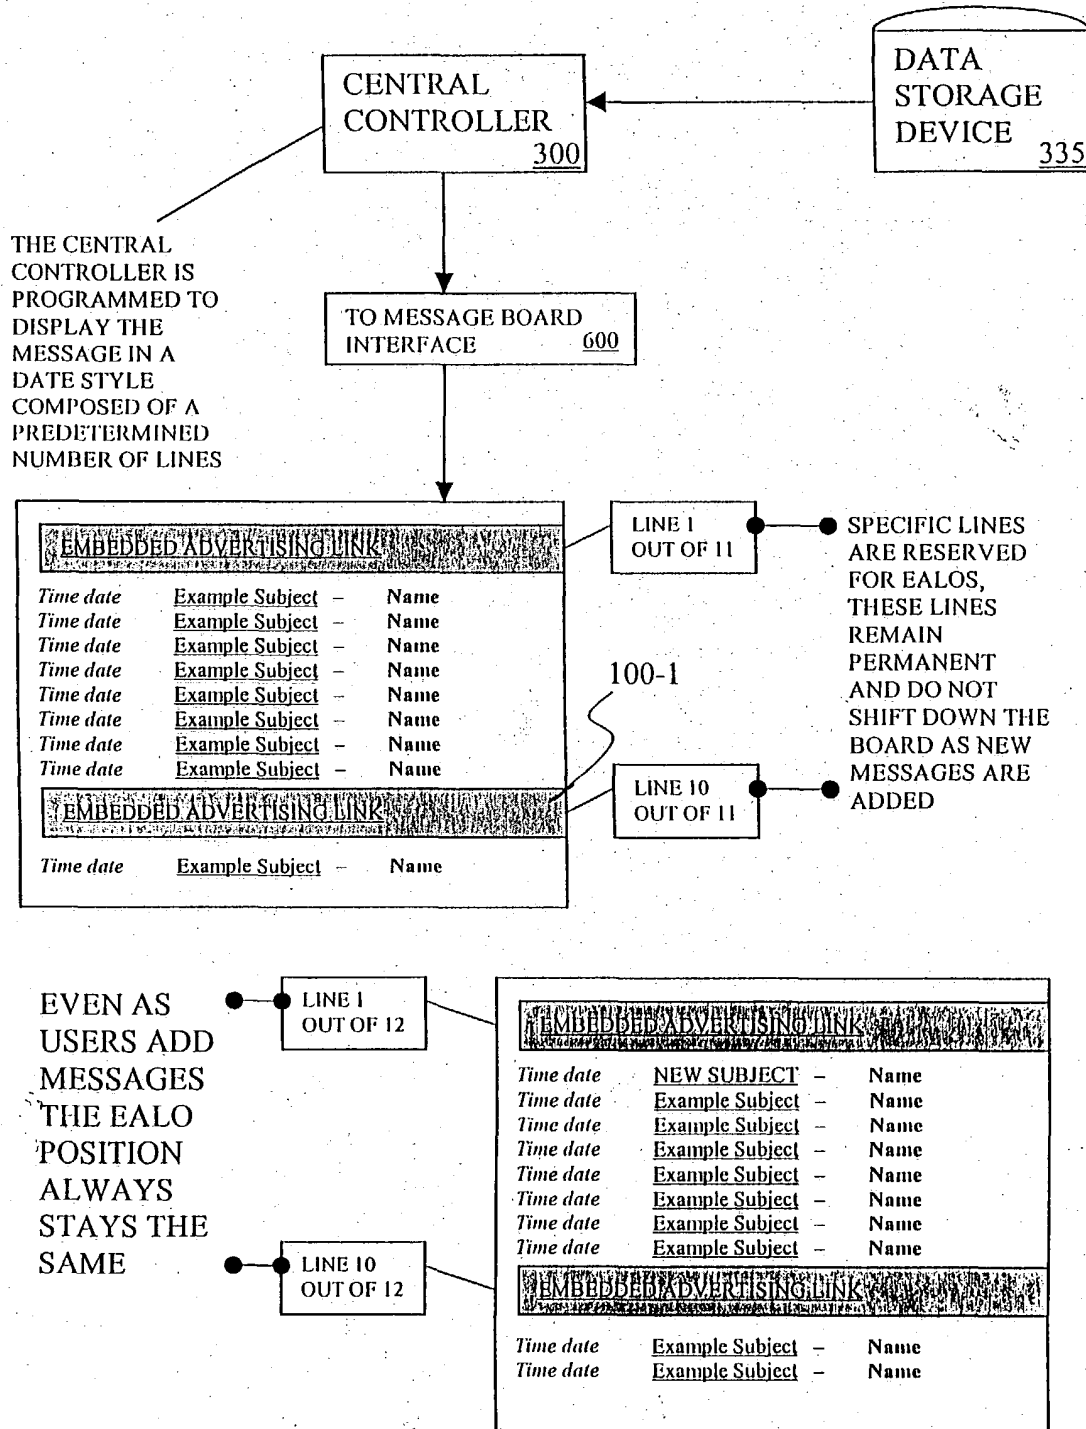 CENTRAL
CONTROLLER
300
DATA
STORAGE
DEVICE
335
THE CENTRAL
CONTROLLER IS
PROGRAMMED TO
DISPLAY THE
MESSAGE IN A
DATE STYLE
COMPOSED OF A
PREDETERMINED
NUMBER OF LINES
TO MESSAGE BOARD
INTERFACE 600
EMBEDDED ADVERTISING LINK
Time date Example Subject – Name
Time date Example Subject – Name
Time date Example Subject – Name
Time date Example Subject – Name
Time date Example Subject – Name
Time date Example Subject – Name
Time date Example Subject – Name
Time date Example Subject – Name
EMBEDDED ADVERTISING LINK
Time date Example Subject – Name
LINE 1
OUT OF 11
100-1
LINE 10
OUT OF 11
SPECIFIC LINES
ARE RESERVED
FOR EALOS,
THESE LINES
REMAIN
PERMANENT
AND DO NOT
SHIFT DOWN THE
BOARD AS NEW
MESSAGES ARE
ADDED
EVEN AS
USERS ADD
MESSAGES
THE EALO
POSITION
ALWAYS
STAYS THE
SAME
LINE 1
OUT OF 12
LINE 10
OUT OF 12
EMBEDDED ADVERTISING LINK
Time date NEW SUBJECT – Name
Time date Example Subject – Name
Time date Example Subject – Name
Time date Example Subject – Name
Time date Example Subject – Name
Time date Example Subject – Name
Time date Example Subject – Name
Time date Example Subject – Name
EMBEDDED ADVERTISING LINK
Time date Example Subject – Name
Time date Example Subject – Name